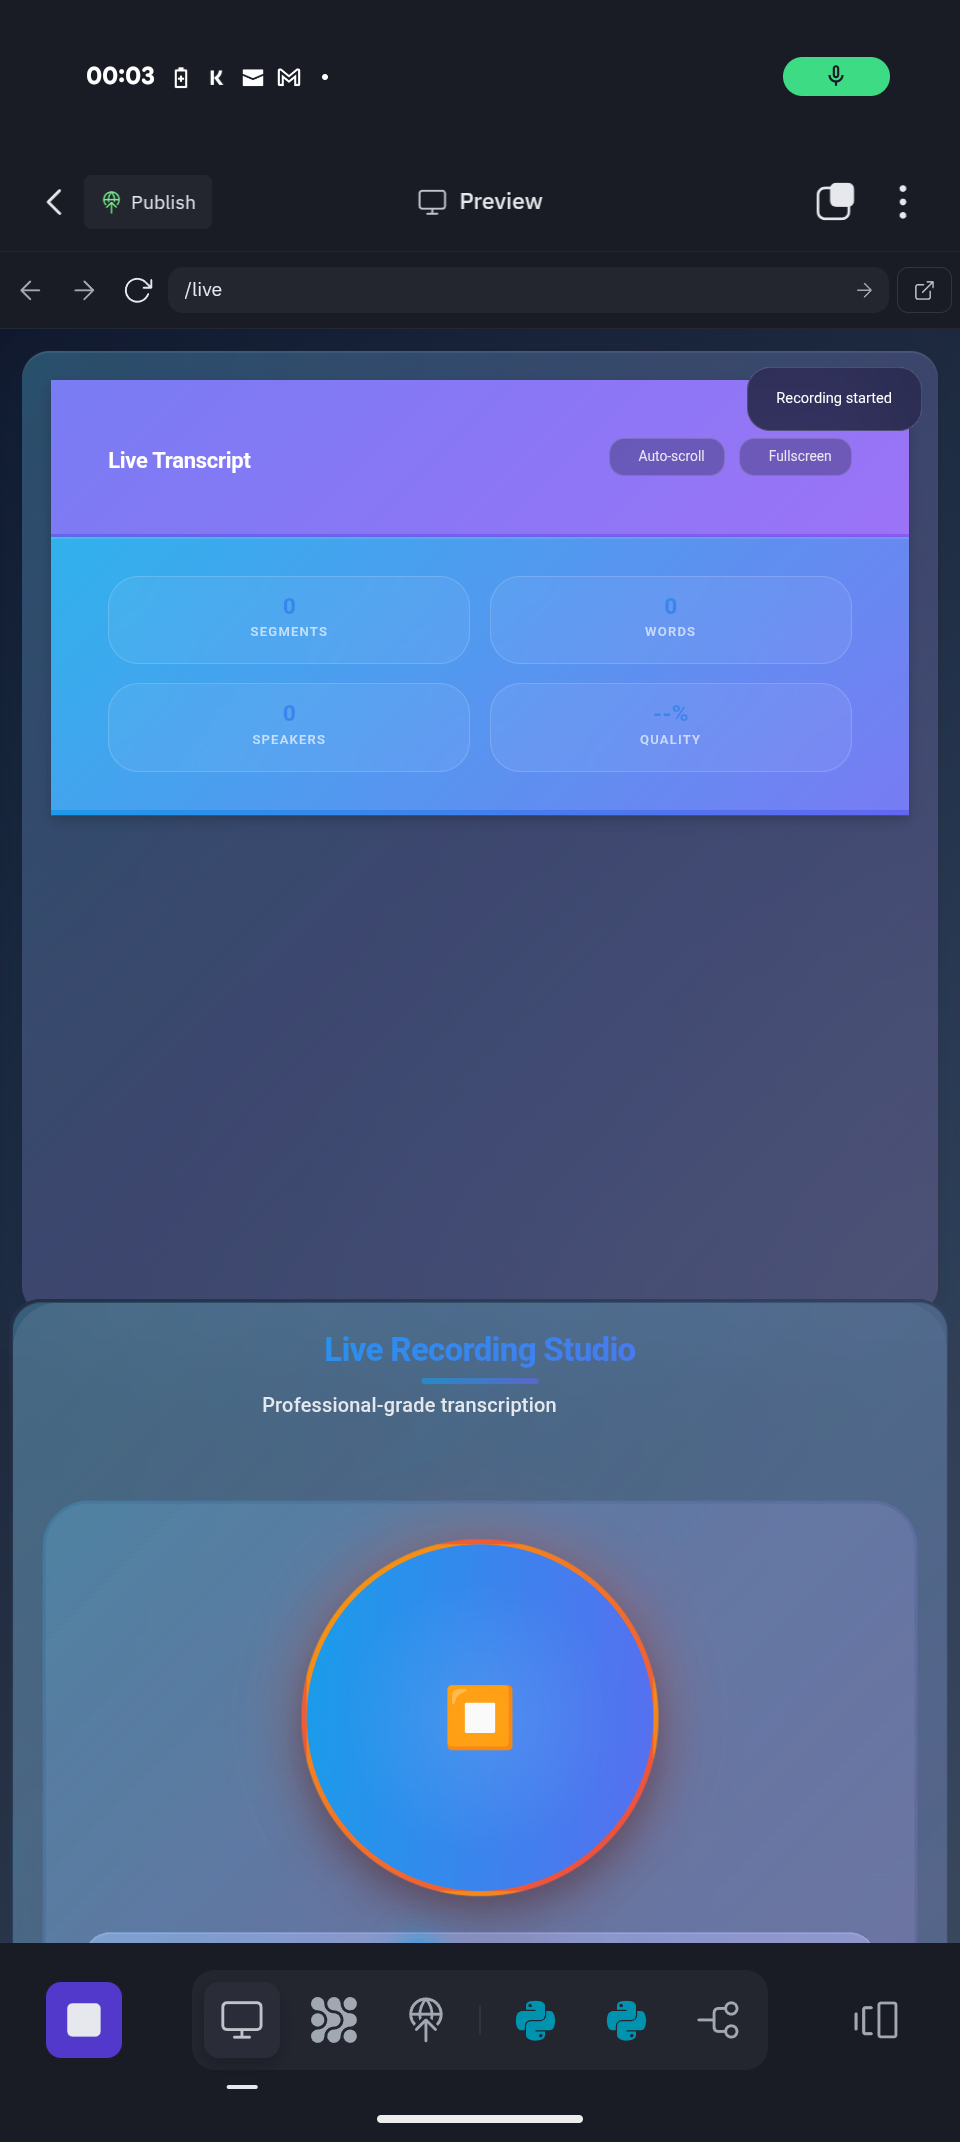 00:03
Publish
Preview
/live
Recording started
Live Transcript
Auto-scroll
Fullscreen
0
SEGMENTS
0
WORDS
0
SPEAKERS
--%
QUALITY
Live Recording Studio
Professional-grade transcription